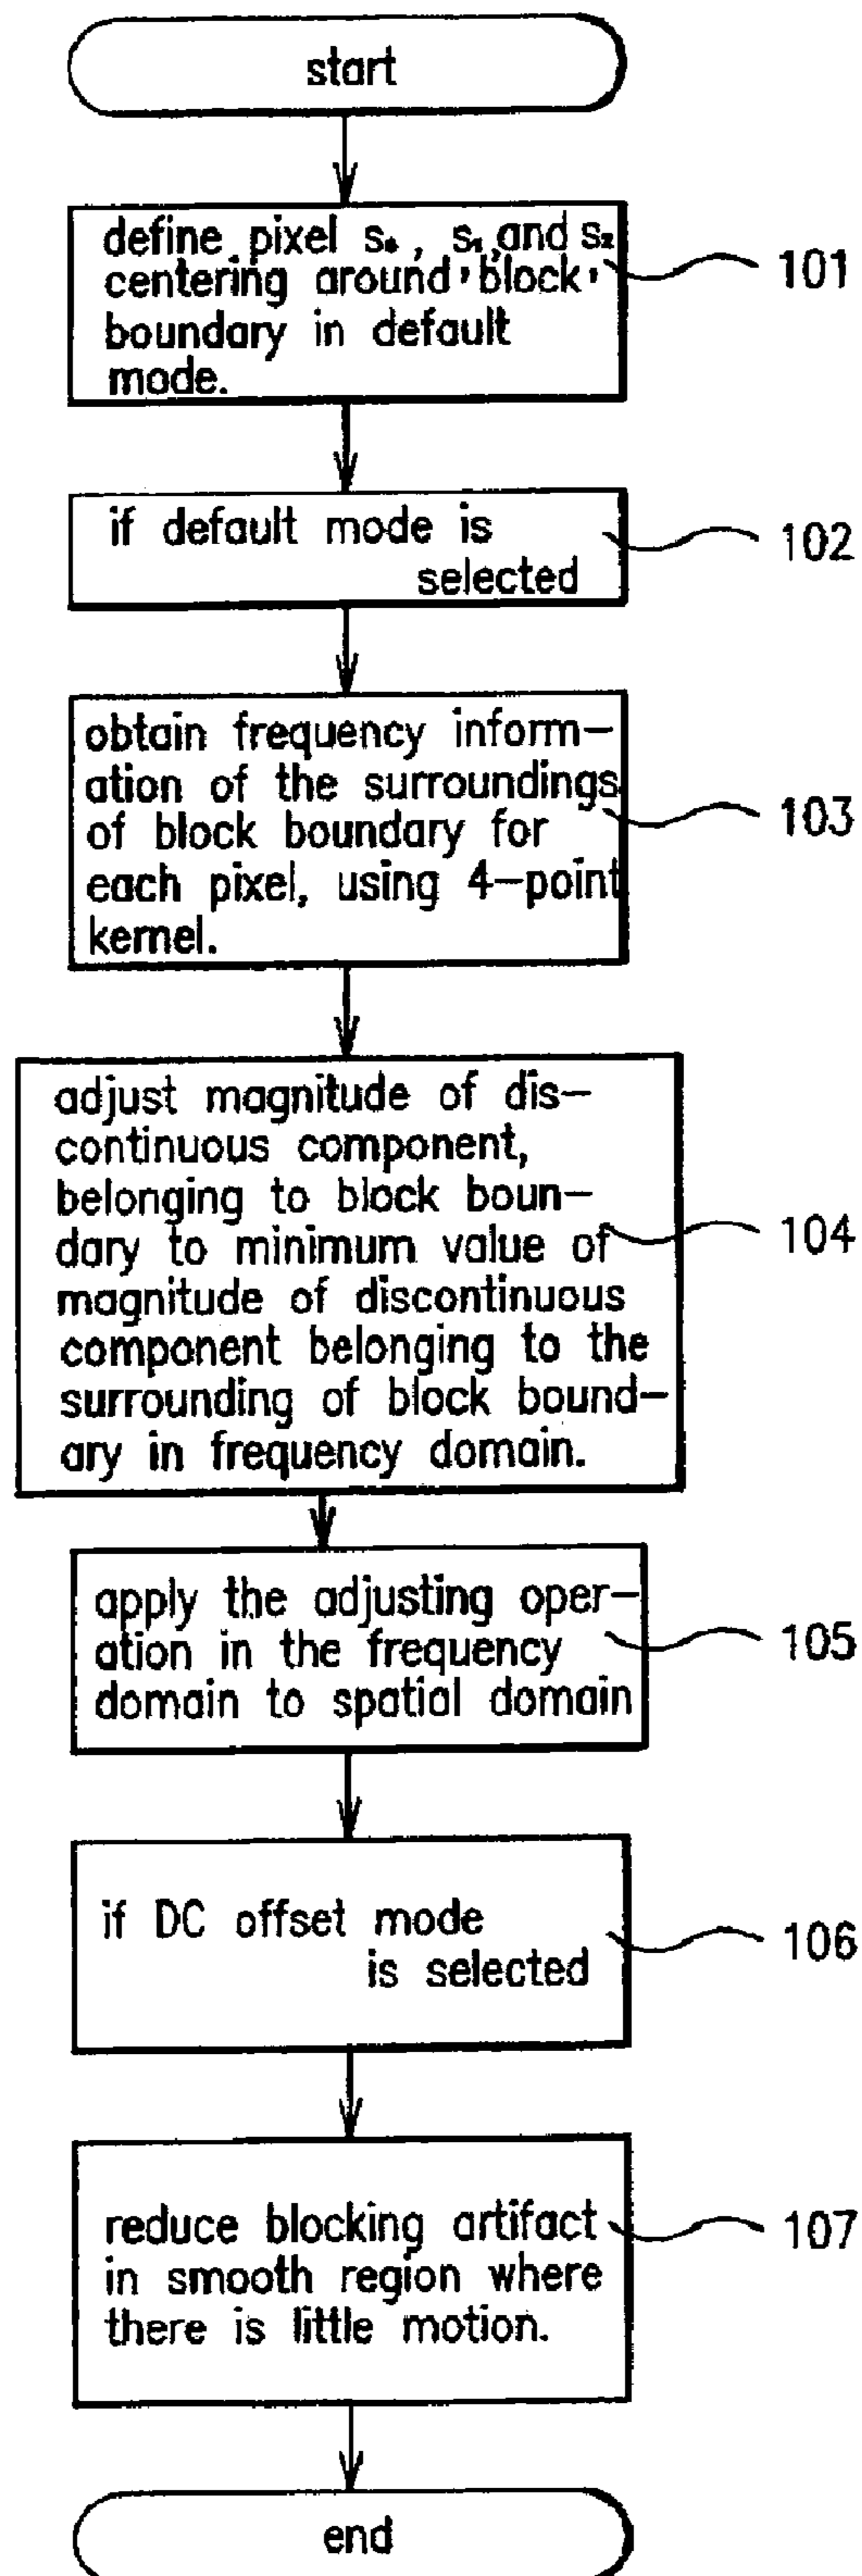 start
define pixel s₀, s₁, and s₂
centering around block
boundary in default
mode.
101
if default mode is
selected
102
obtain frequency inform-
ation of the surroundings
of block boundary for
each pixel, using 4-point
kernel.
103
adjust magnitude of dis-
continuous component,
belonging to block boun-
dary to minimum value of
magnitude of discontinuous
component belonging to the
surrounding of block bound-
ary in frequency domain.
104
apply the adjusting oper-
ation in the frequency
domain to spatial domain
105
if DC offset mode
is selected
106
reduce blocking artifact
in smooth region where
there is little motion.
107
end